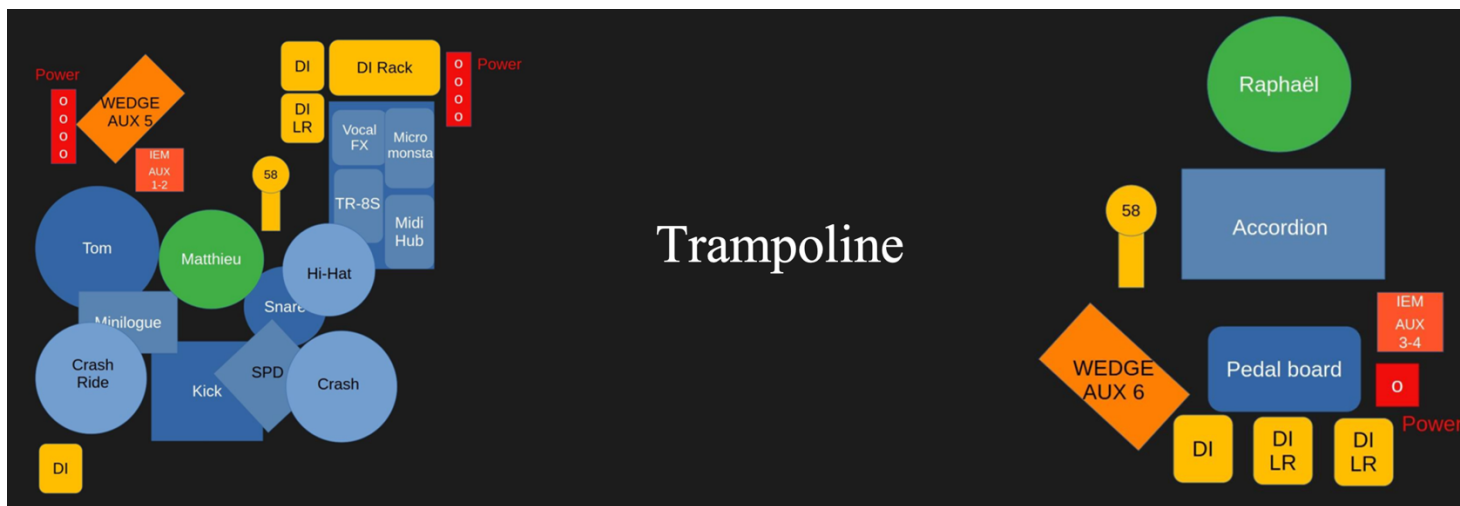 Power
o
o
o
o
WEDGE
AUX 5
IEM
AUX
1-2
DI
DI
LR
DI Rack
o
o
o
o
Power
Vocal
FX
Micro
monsta
TR-8S
Midi
Hub
58
Tom
Matthieu
Hi-Hat
Snare
Minilogue
Crash
Ride
Kick
SPD
Crash
DI
Trampoline
Raphaël
58
Accordion
IEM
AUX
3-4
WEDGE
AUX 6
Pedal board
o
Power
DI
DI
LR
DI
LR